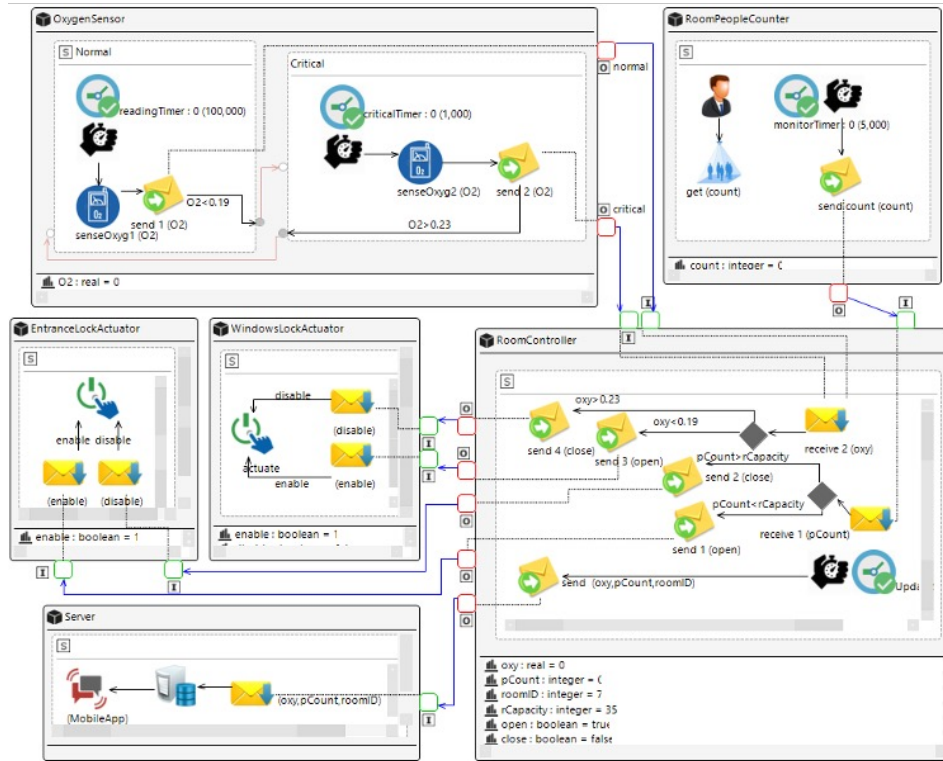 OxygenSensor
S Normal
readingTimer : 0 (100,000)
senseOxyg1 (O2)
send 1 (O2)
O2<0.19
Critical
criticalTimer : 0 (1,000)
senseOxyg2 (O2)
send 2 (O2)
O2>0.23
O2 : real = 0
O normal
O critical
RoomPeopleCounter
S
monitorTimer : 0 (5,000)
get (count)
send count (count)
count : integer = 0
O
I
I
I
EntranceLockActuator
S
enable
disable
(enable)
(disable)
enable : boolean = 1
I
I
WindowsLockActuator
S
disable
(disable)
actuate
enable
(enable)
enable : boolean = 1
I
I
O
O
O
O
O
RoomController
S
oxy>0.23
oxy<0.19
send 4 (close)
send 3 (open)
receive 2 (oxy)
pCount>rCapacity
send 2 (close)
pCount<rCapacity
send 1 (open)
receive 1 (pCount)
send (oxy,pCount,roomID)
oxy : real = 0
pCount : integer = 0
roomID : integer = 7
rCapacity : integer = 35
open : boolean = true
close : boolean = false
Server
S
(MobileApp)
(oxy,pCount,roomID)
I